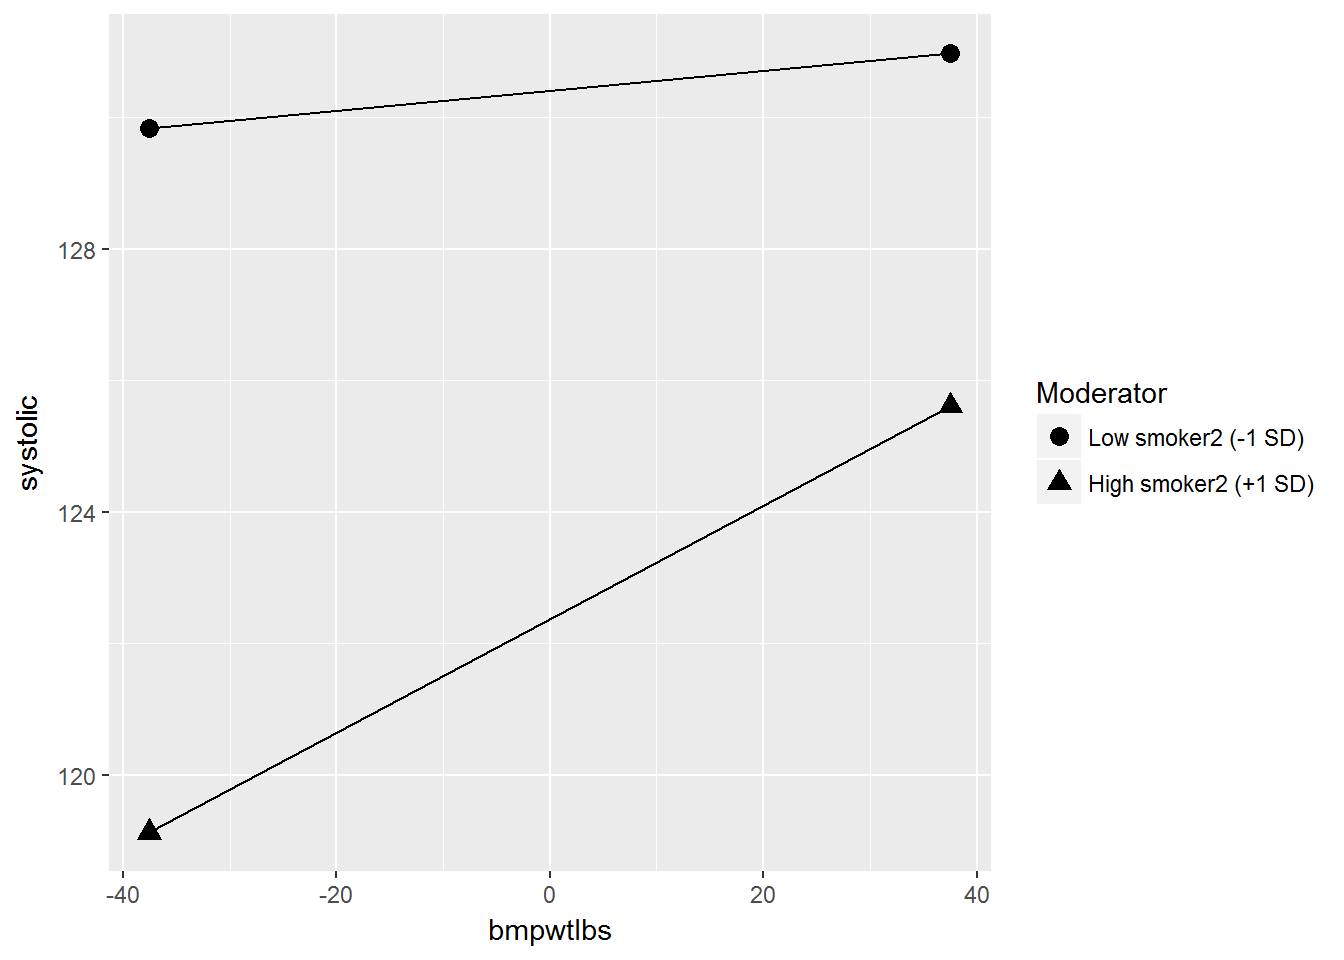 128
124
120
systolic
-40
-20
0
20
40
bmpwtlbs
Moderator
Low smoker2 (-1 SD)
High smoker2 (+1 SD)